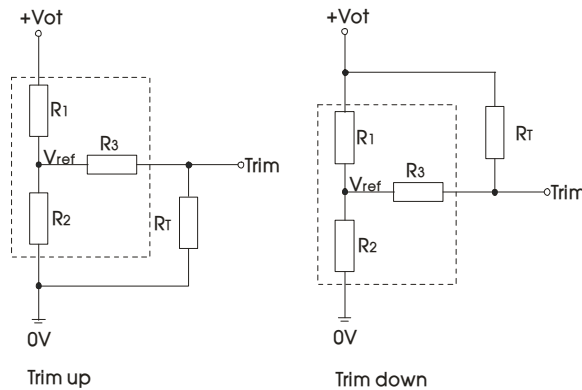 +Vot
R1
R3
Vref
Trim
R2
RT
0V
Trim up
+Vot
R1
RT
R3
Vref
Trim
R2
0V
Trim down